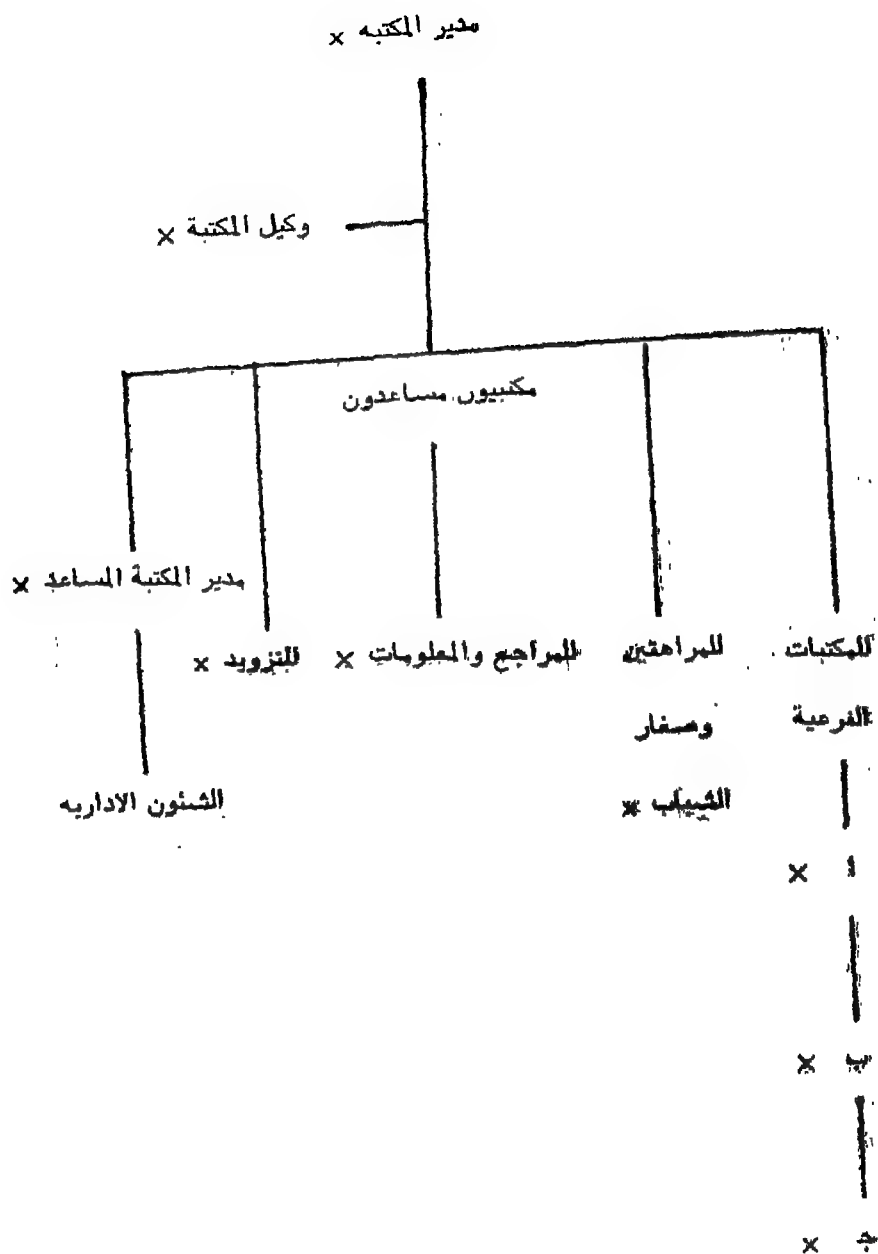 مدير المكتبه ×
وكيل المكتبة ×
مكتبيون مساعدون
مدير المكتبة المساعد ×
للمكتبات
الفرعية
للمراهقين
وصغار
الشباب ×
للمراجع والمعلومات ×
للتزويد ×
الشئون الاداريه
أ ×
ب ×
ج ×